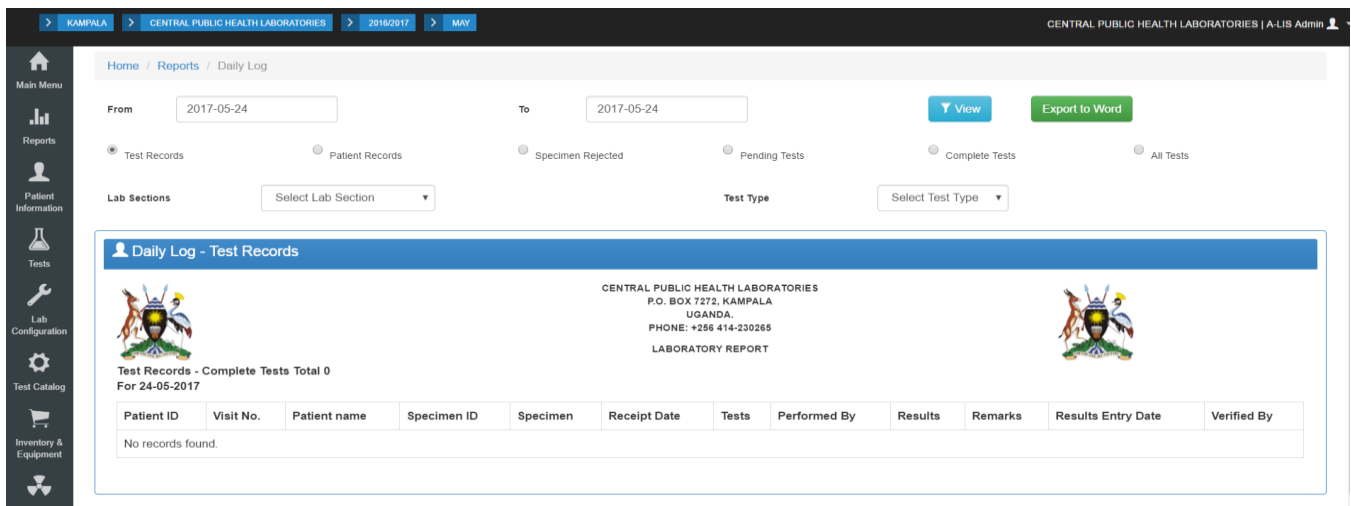 KAMPALA CENTRAL PUBLIC HEALTH LABORATORIES 2016/2017 MAY CENTRAL PUBLIC HEALTH LABORATORIES | A-LIS Admin
Main Menu
Reports
Patient
Information
Tests
Lab
Configuration
Test Catalog
Inventory &
Equipment
Home / Reports / Daily Log
From 2017-05-24 To 2017-05-24 View Export to Word
Test Records Patient Records Specimen Rejected Pending Tests Complete Tests All Tests
Lab Sections Select Lab Section Test Type Select Test Type
Daily Log - Test Records
CENTRAL PUBLIC HEALTH LABORATORIES
P.O. BOX 7272, KAMPALA
UGANDA.
PHONE: +256 414-230265
LABORATORY REPORT
Test Records - Complete Tests Total 0
For 24-05-2017
Patient ID Visit No. Patient name Specimen ID Specimen Receipt Date Tests Performed By Results Remarks Results Entry Date Verified By
No records found.